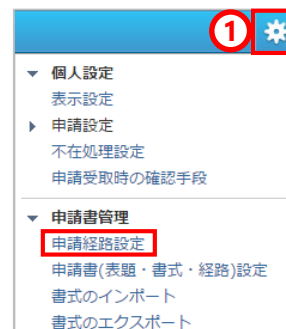 1
個人設定
表示設定
申請設定
不在処理設定
申請受取時の確認手段
申請書管理
申請経路設定
申請書(表題・書式・経路)設定
書式のインポート
書式のエクスポート